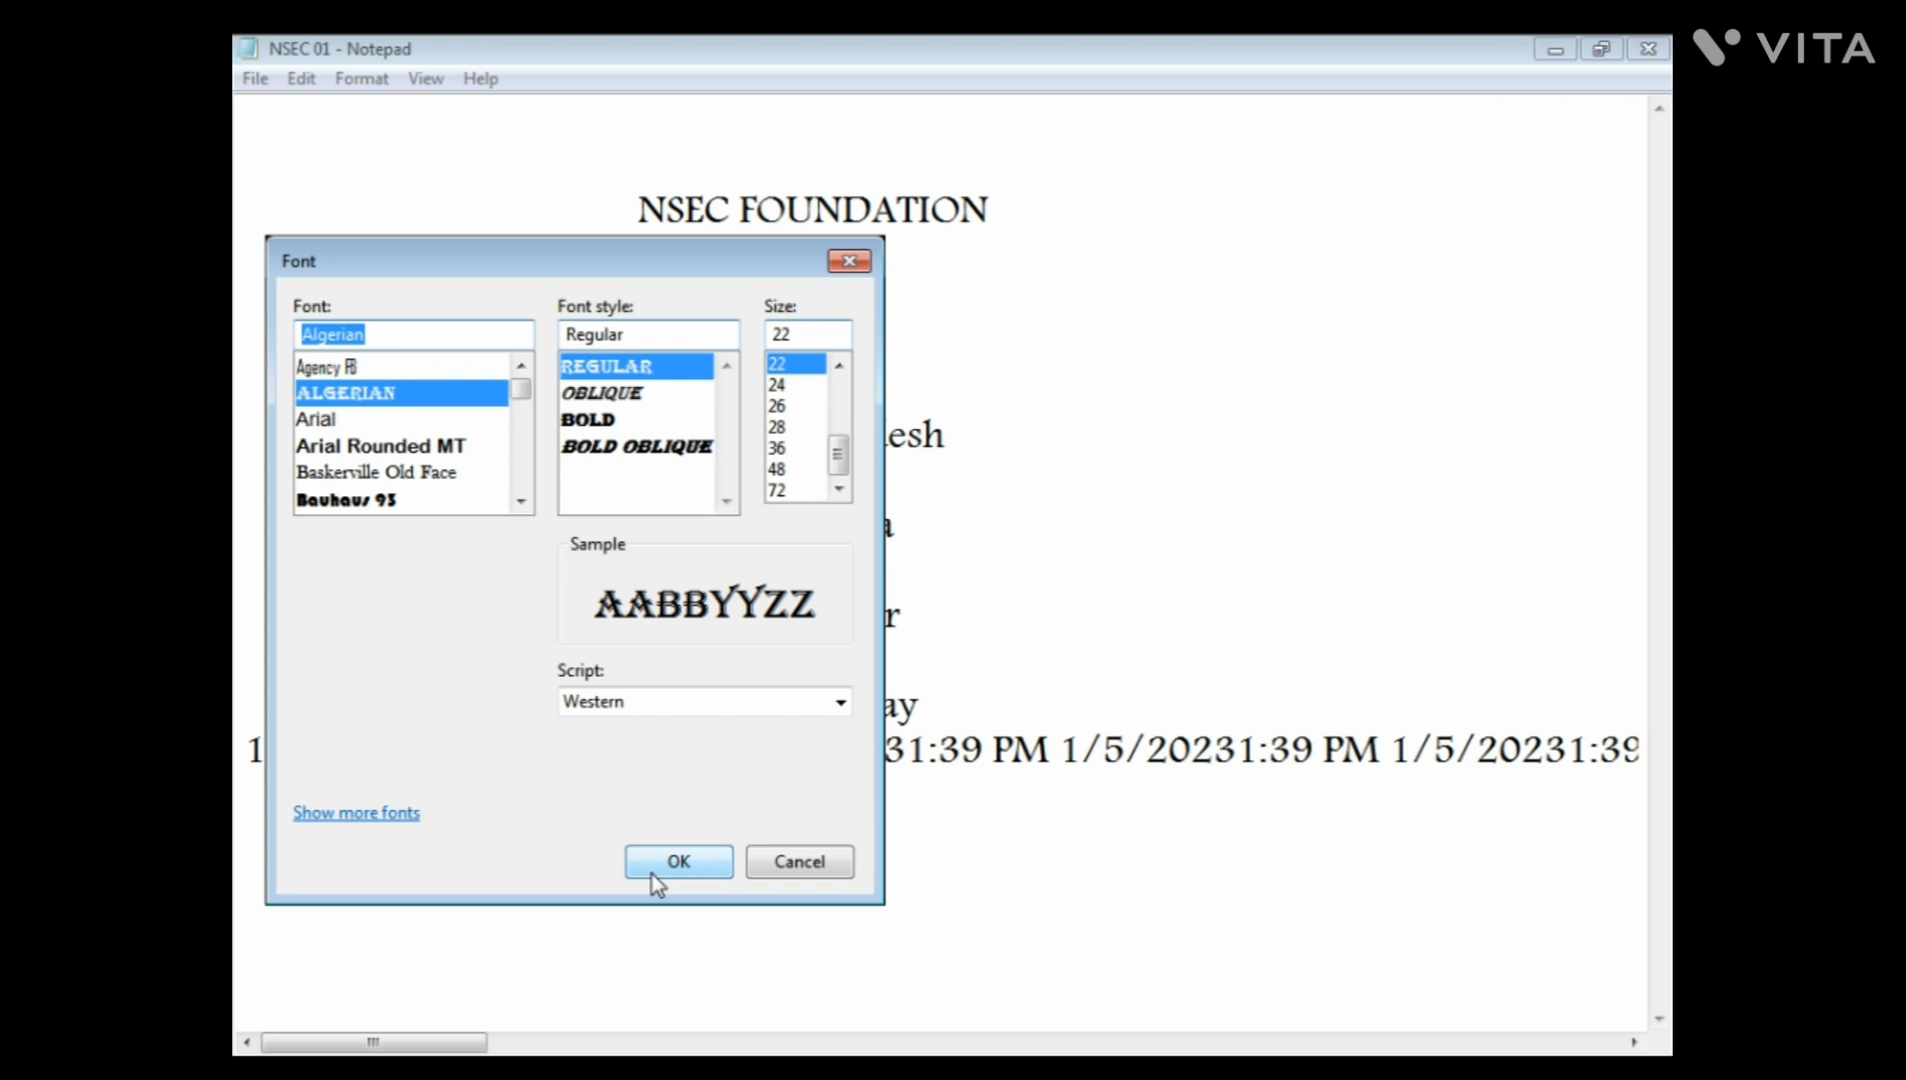 NSEC 01 - Notepad
VITA
File Edit Format View Help
NSEC FOUNDATION
Font
Font: Font style: Size:
Algerian Regular 22
Agency FB REGULAR 22
ALGERIAN OBLIQUE 24
Arial BOLD 26
Arial Rounded MT BOLD OBLIQUE 28
Baskerville Old Face 36
Bauhaus 93 48
72
esh
Sample
AABBYYZZ
r
Script:
Western
ay
1 31:39 PM 1/5/20231:39 PM 1/5/20231:39
Show more fonts
OK Cancel